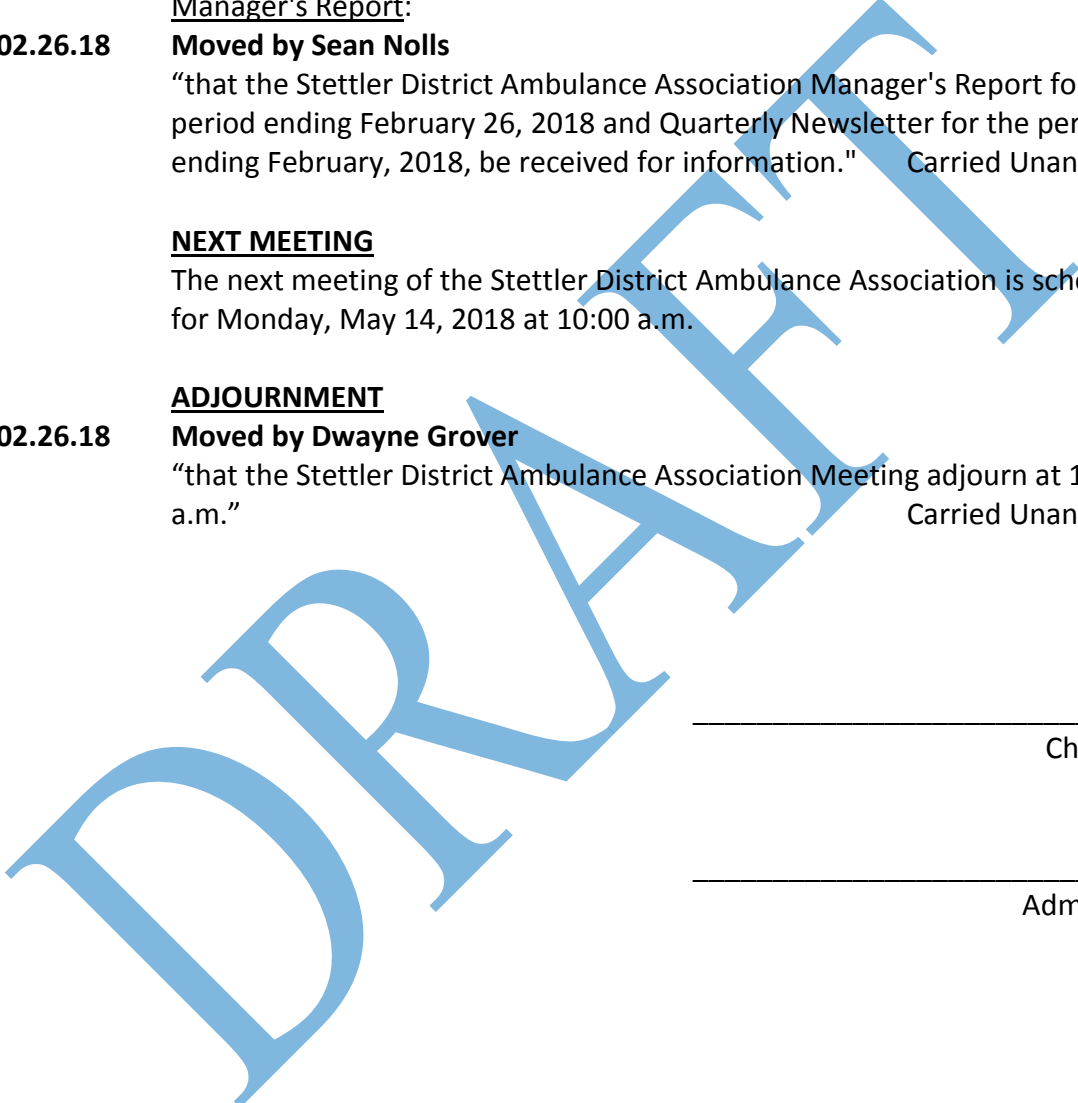 Manager's Report:
02.26.18 Moved by Sean Nolls
“that the Stettler District Ambulance Association Manager's Report fo
period ending February 26, 2018 and Quarterly Newsletter for the per
ending February, 2018, be received for information." Carried Unan
NEXT MEETING
The next meeting of the Stettler District Ambulance Association is sche
for Monday, May 14, 2018 at 10:00 a.m.
ADJOURNMENT
02.26.18 Moved by Dwayne Grover
“that the Stettler District Ambulance Association Meeting adjourn at 1
a.m.” Carried Unan
Ch
Adm
DRAFT